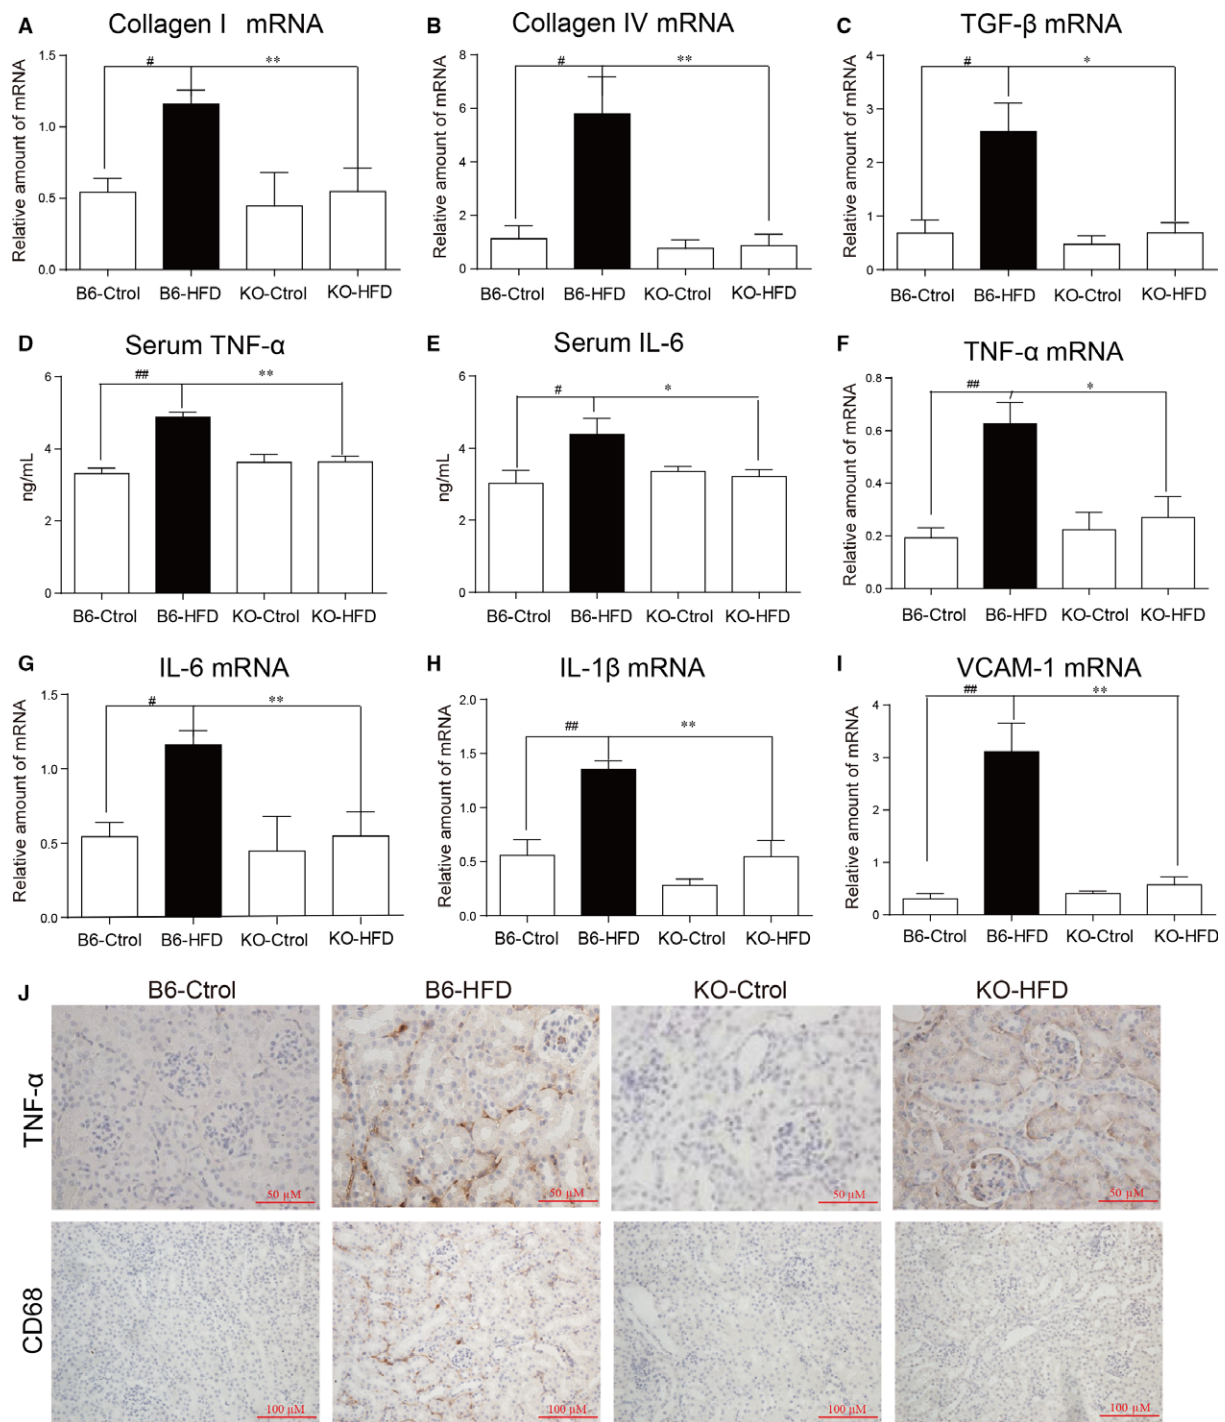 A Collagen I mRNA
Relative amount of mRNA
1.5
1.0
0.5
0.0
# **
B6-Ctrol B6-HFD KO-Ctrol KO-HFD
B Collagen IV mRNA
Relative amount of mRNA
8
6
4
2
0
# **
B6-Ctrol B6-HFD KO-Ctrol KO-HFD
C TGF-β mRNA
Relative amount of mRNA
4
3
2
1
0
# *
B6-Ctrol B6-HFD KO-Ctrol KO-HFD
D Serum TNF-α
ng/mL
6
4
2
0
## **
B6-Ctrol B6-HFD KO-Ctrol KO-HFD
E Serum IL-6
ng/mL
6
4
2
0
# *
B6-Ctrol B6-HFD KO-Ctrol KO-HFD
F TNF-α mRNA
Relative amount of mRNA
0.8
0.6
0.4
0.2
0.0
## *
B6-Ctrol B6-HFD KO-Ctrol KO-HFD
G IL-6 mRNA
Relative amount of mRNA
1.5
1.0
0.5
0.0
# **
B6-Ctrol B6-HFD KO-Ctrol KO-HFD
H IL-1β mRNA
Relative amount of mRNA
2.0
1.5
1.0
0.5
0.0
## **
B6-Ctrol B6-HFD KO-Ctrol KO-HFD
I VCAM-1 mRNA
Relative amount of mRNA
4
3
2
1
0
## **
B6-Ctrol B6-HFD KO-Ctrol KO-HFD
J B6-Ctrol B6-HFD KO-Ctrol KO-HFD
TNF-α
50 µM 50 µM 50 µM 50 µM
CD68
100 µM 100 µM 100 µM 100 µM